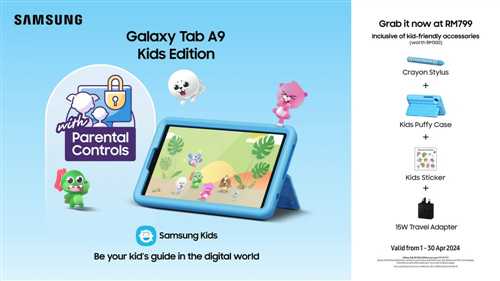 SAMSUNG
Galaxy Tab A9
Kids Edition
with
Parental
Controls
Samsung Kids
Be your kid's guide in the digital world
Grab it now at RM799
Inclusive of kid-friendly accessories
Crayon Stylus
+
Kids Puffy Case
+
Kids Sticker
+
15W Travel Adapter
Valid from 1 - 30 Apr 2024